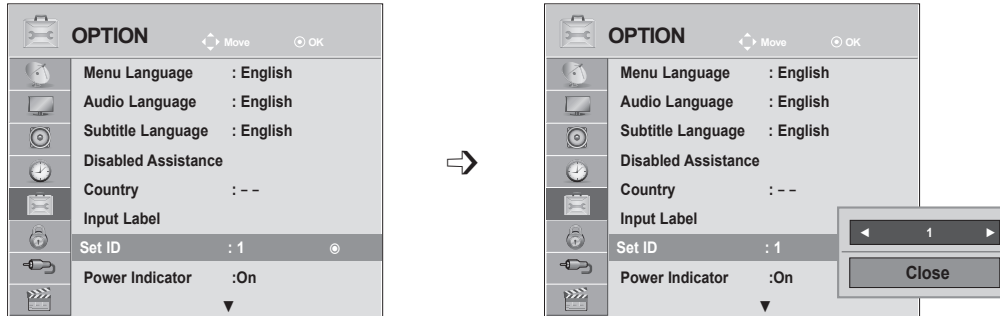 OPTION Move OK
Menu Language : English
Audio Language : English
Subtitle Language : English
Disabled Assistance
Country : – –
Input Label
Set ID : 1
Power Indicator :On
▼
OPTION Move OK
Menu Language : English
Audio Language : English
Subtitle Language : English
Disabled Assistance
Country : – –
Input Label
Set ID : 1
Power Indicator :On
▼
◄ 1 ►
Close